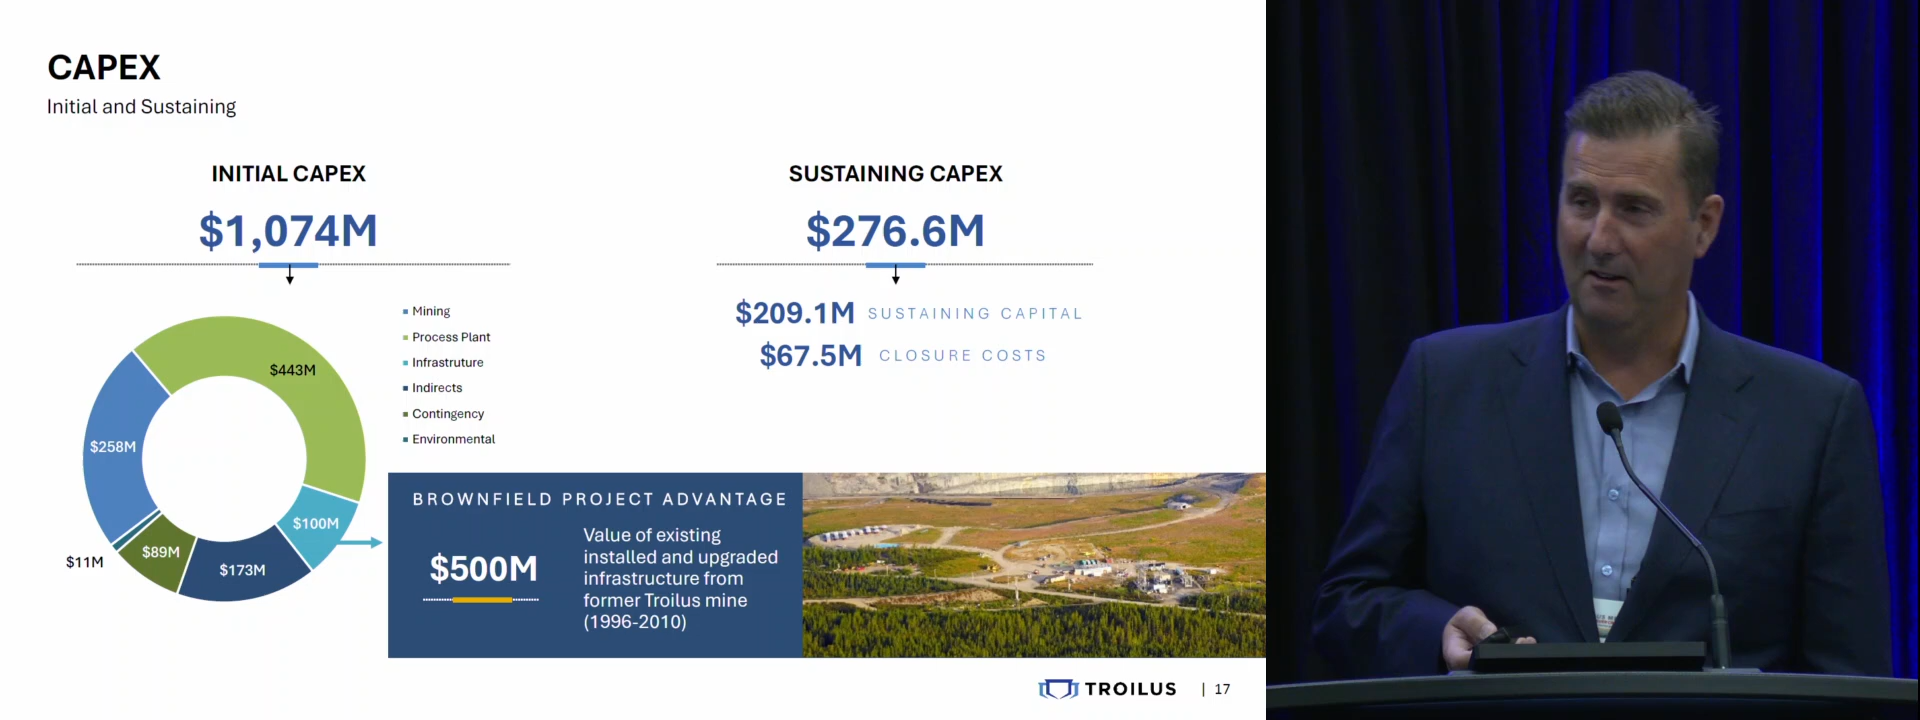 CAPEX
Initial and Sustaining
INITIAL CAPEX
$1,074M
Mining
Process Plant
Infrastruture
Indirects
Contingency
Environmental
$443M
$258M
$100M
$11M
$89M
$173M
SUSTAINING CAPEX
$276.6M
$209.1M SUSTAINING CAPITAL
$67.5M CLOSURE COSTS
BROWNFIELD PROJECT ADVANTAGE
$500M
Value of existing
installed and upgraded
infrastructure from
former Troilus mine
(1996-2010)
TROILUS | 17